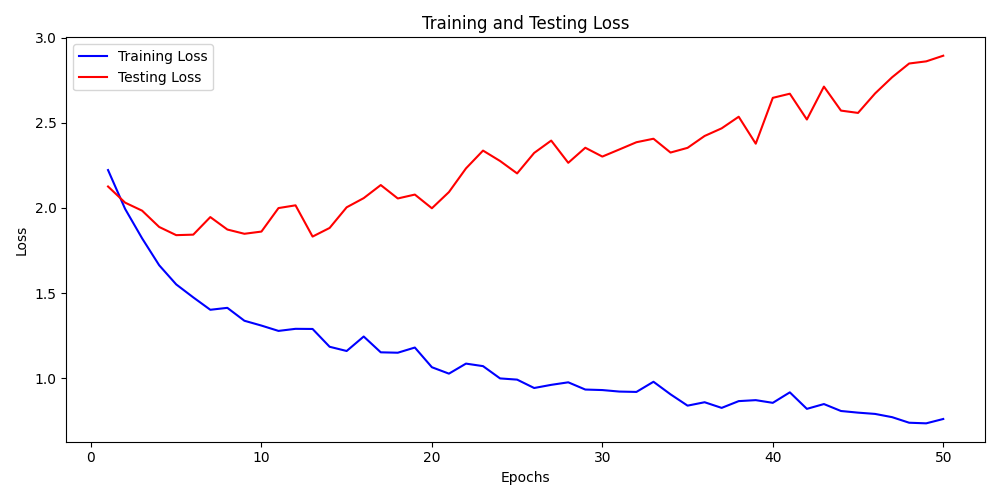 Training and Testing Loss
Training Loss
Testing Loss
3.0
2.5
2.0
1.5
1.0
Loss
0 10 20 30 40 50
Epochs